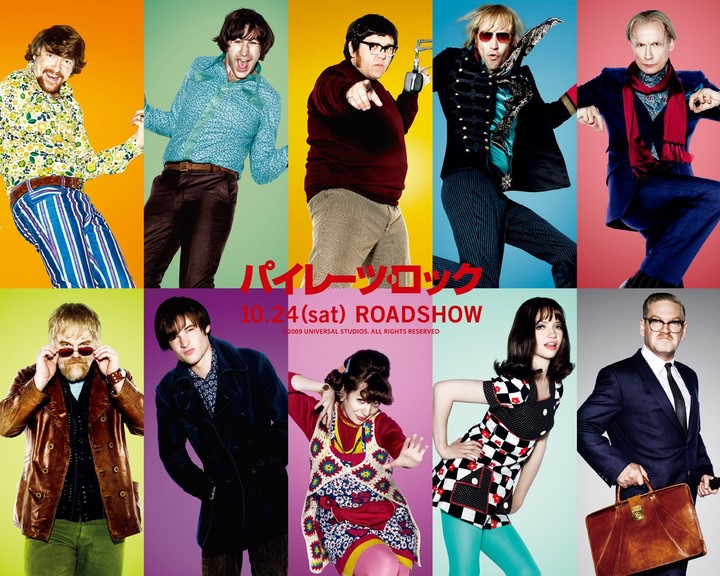 パイレーツ・ロック
10.24(sat) ROADSHOW
©2009 UNIVERSAL STUDIOS. ALL RIGHTS RESERVED